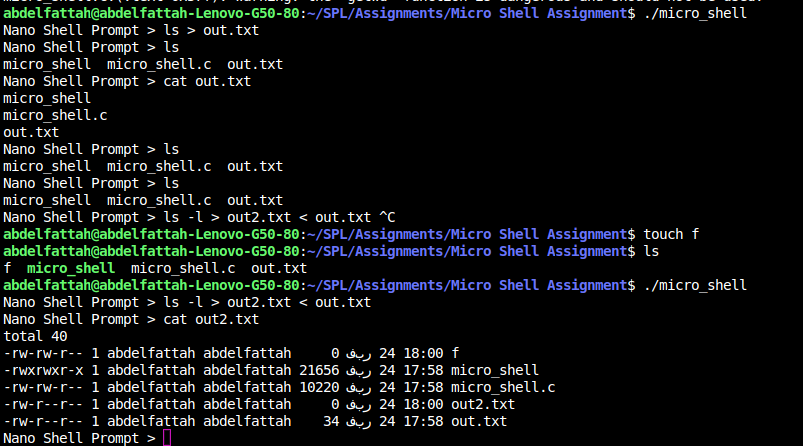 abdelfattah@abdelfattah-Lenovo-G50-80:~/SPL/Assignments/Micro Shell Assignment$ ./micro_shell
Nano Shell Prompt > ls > out.txt
Nano Shell Prompt > ls
micro_shell  micro_shell.c  out.txt
Nano Shell Prompt > cat out.txt
micro_shell
micro_shell.c
out.txt
Nano Shell Prompt > ls
micro_shell  micro_shell.c  out.txt
Nano Shell Prompt > ls
micro_shell  micro_shell.c  out.txt
Nano Shell Prompt > ls -l > out2.txt < out.txt ^C
abdelfattah@abdelfattah-Lenovo-G50-80:~/SPL/Assignments/Micro Shell Assignment$ touch f
abdelfattah@abdelfattah-Lenovo-G50-80:~/SPL/Assignments/Micro Shell Assignment$ ls
f  micro_shell  micro_shell.c  out.txt
abdelfattah@abdelfattah-Lenovo-G50-80:~/SPL/Assignments/Micro Shell Assignment$ ./micro_shell
Nano Shell Prompt > ls -l > out2.txt < out.txt
Nano Shell Prompt > cat out2.txt
total 40
-rw-rw-r-- 1 abdelfattah abdelfattah     0 فبر 24 18:00 f
-rwxrwxr-x 1 abdelfattah abdelfattah 21656 فبر 24 17:58 micro_shell
-rw-rw-r-- 1 abdelfattah abdelfattah 10220 فبر 24 17:58 micro_shell.c
-rw-r--r-- 1 abdelfattah abdelfattah     0 فبر 24 18:00 out2.txt
-rw-r--r-- 1 abdelfattah abdelfattah    34 فبر 24 17:58 out.txt
Nano Shell Prompt >